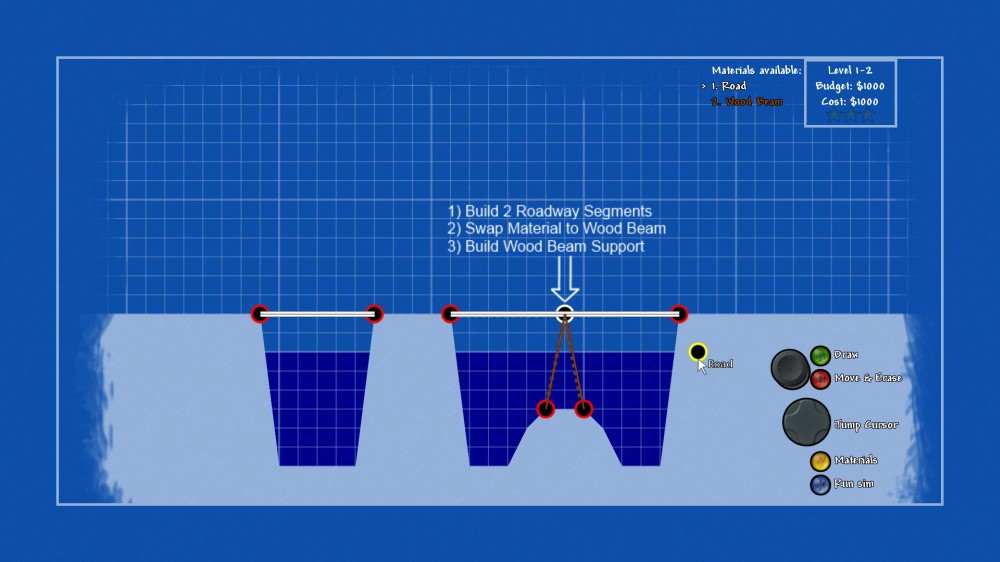 Materials available:
> 1. Road
2. Wood Beam
Level 1-2
Budget: $1000
Cost: $1000
1) Build 2 Roadway Segments
2) Swap Material to Wood Beam
3) Build Wood Beam Support
Road
Draw
Move & Erase
Jump Cursor
Materials
Run sim